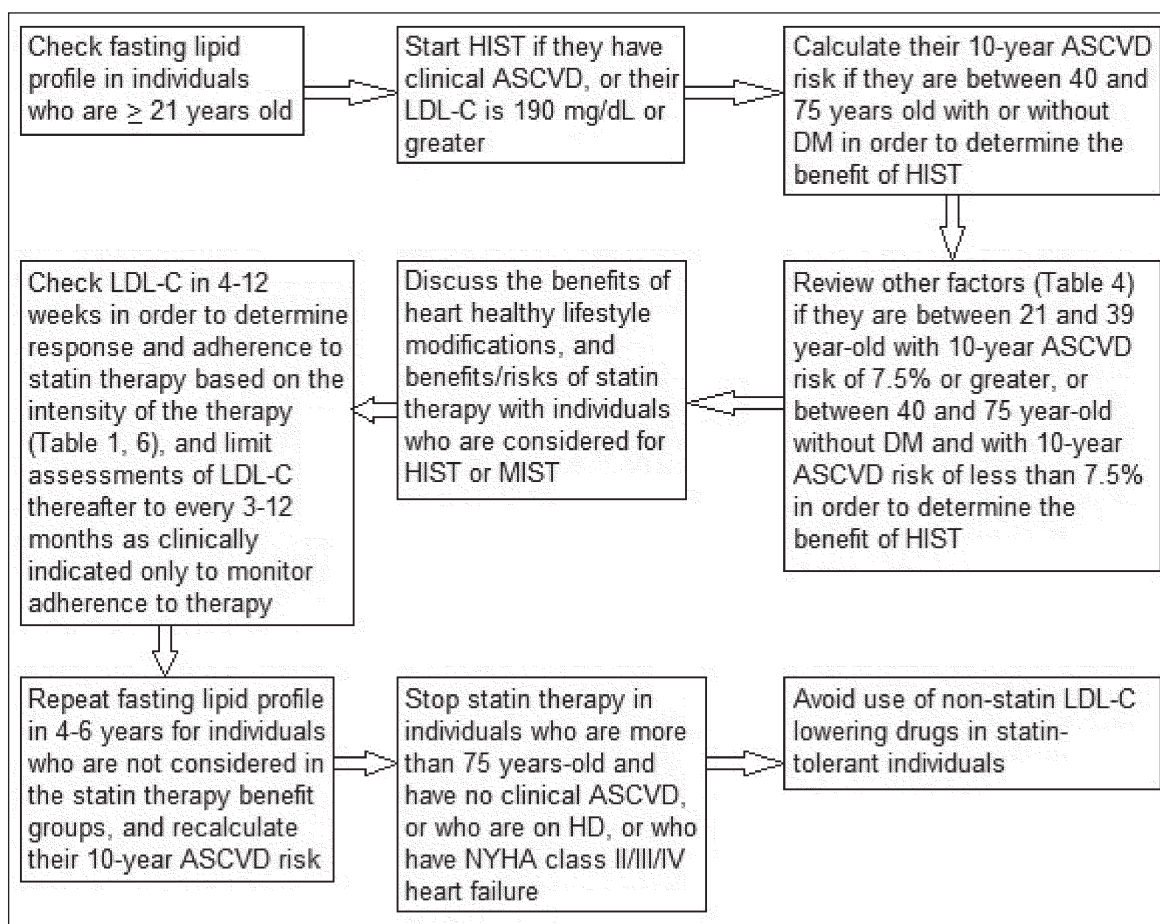 Check fasting lipid
profile in individuals
who are ≥ 21 years old
Start HIST if they have
clinical ASCVD, or their
LDL-C is 190 mg/dL or
greater
Calculate their 10-year ASCVD
risk if they are between 40 and
75 years old with or without
DM in order to determine the
benefit of HIST
Review other factors (Table 4)
if they are between 21 and 39
year-old with 10-year ASCVD
risk of 7.5% or greater, or
between 40 and 75 year-old
without DM and with 10-year
ASCVD risk of less than 7.5%
in order to determine the
benefit of HIST
Discuss the benefits of
heart healthy lifestyle
modifications, and
benefits/risks of statin
therapy with individuals
who are considered for
HIST or MIST
Check LDL-C in 4-12
weeks in order to determine
response and adherence to
statin therapy based on the
intensity of the therapy
(Table 1, 6), and limit
assessments of LDL-C
thereafter to every 3-12
months as clinically
indicated only to monitor
adherence to therapy
Repeat fasting lipid profile
in 4-6 years for individuals
who are not considered in
the statin therapy benefit
groups, and recalculate
their 10-year ASCVD risk
Stop statin therapy in
individuals who are more
than 75 years-old and
have no clinical ASCVD,
or who are on HD, or who
have NYHA class II/III/IV
heart failure
Avoid use of non-statin LDL-C
lowering drugs in statin-
tolerant individuals